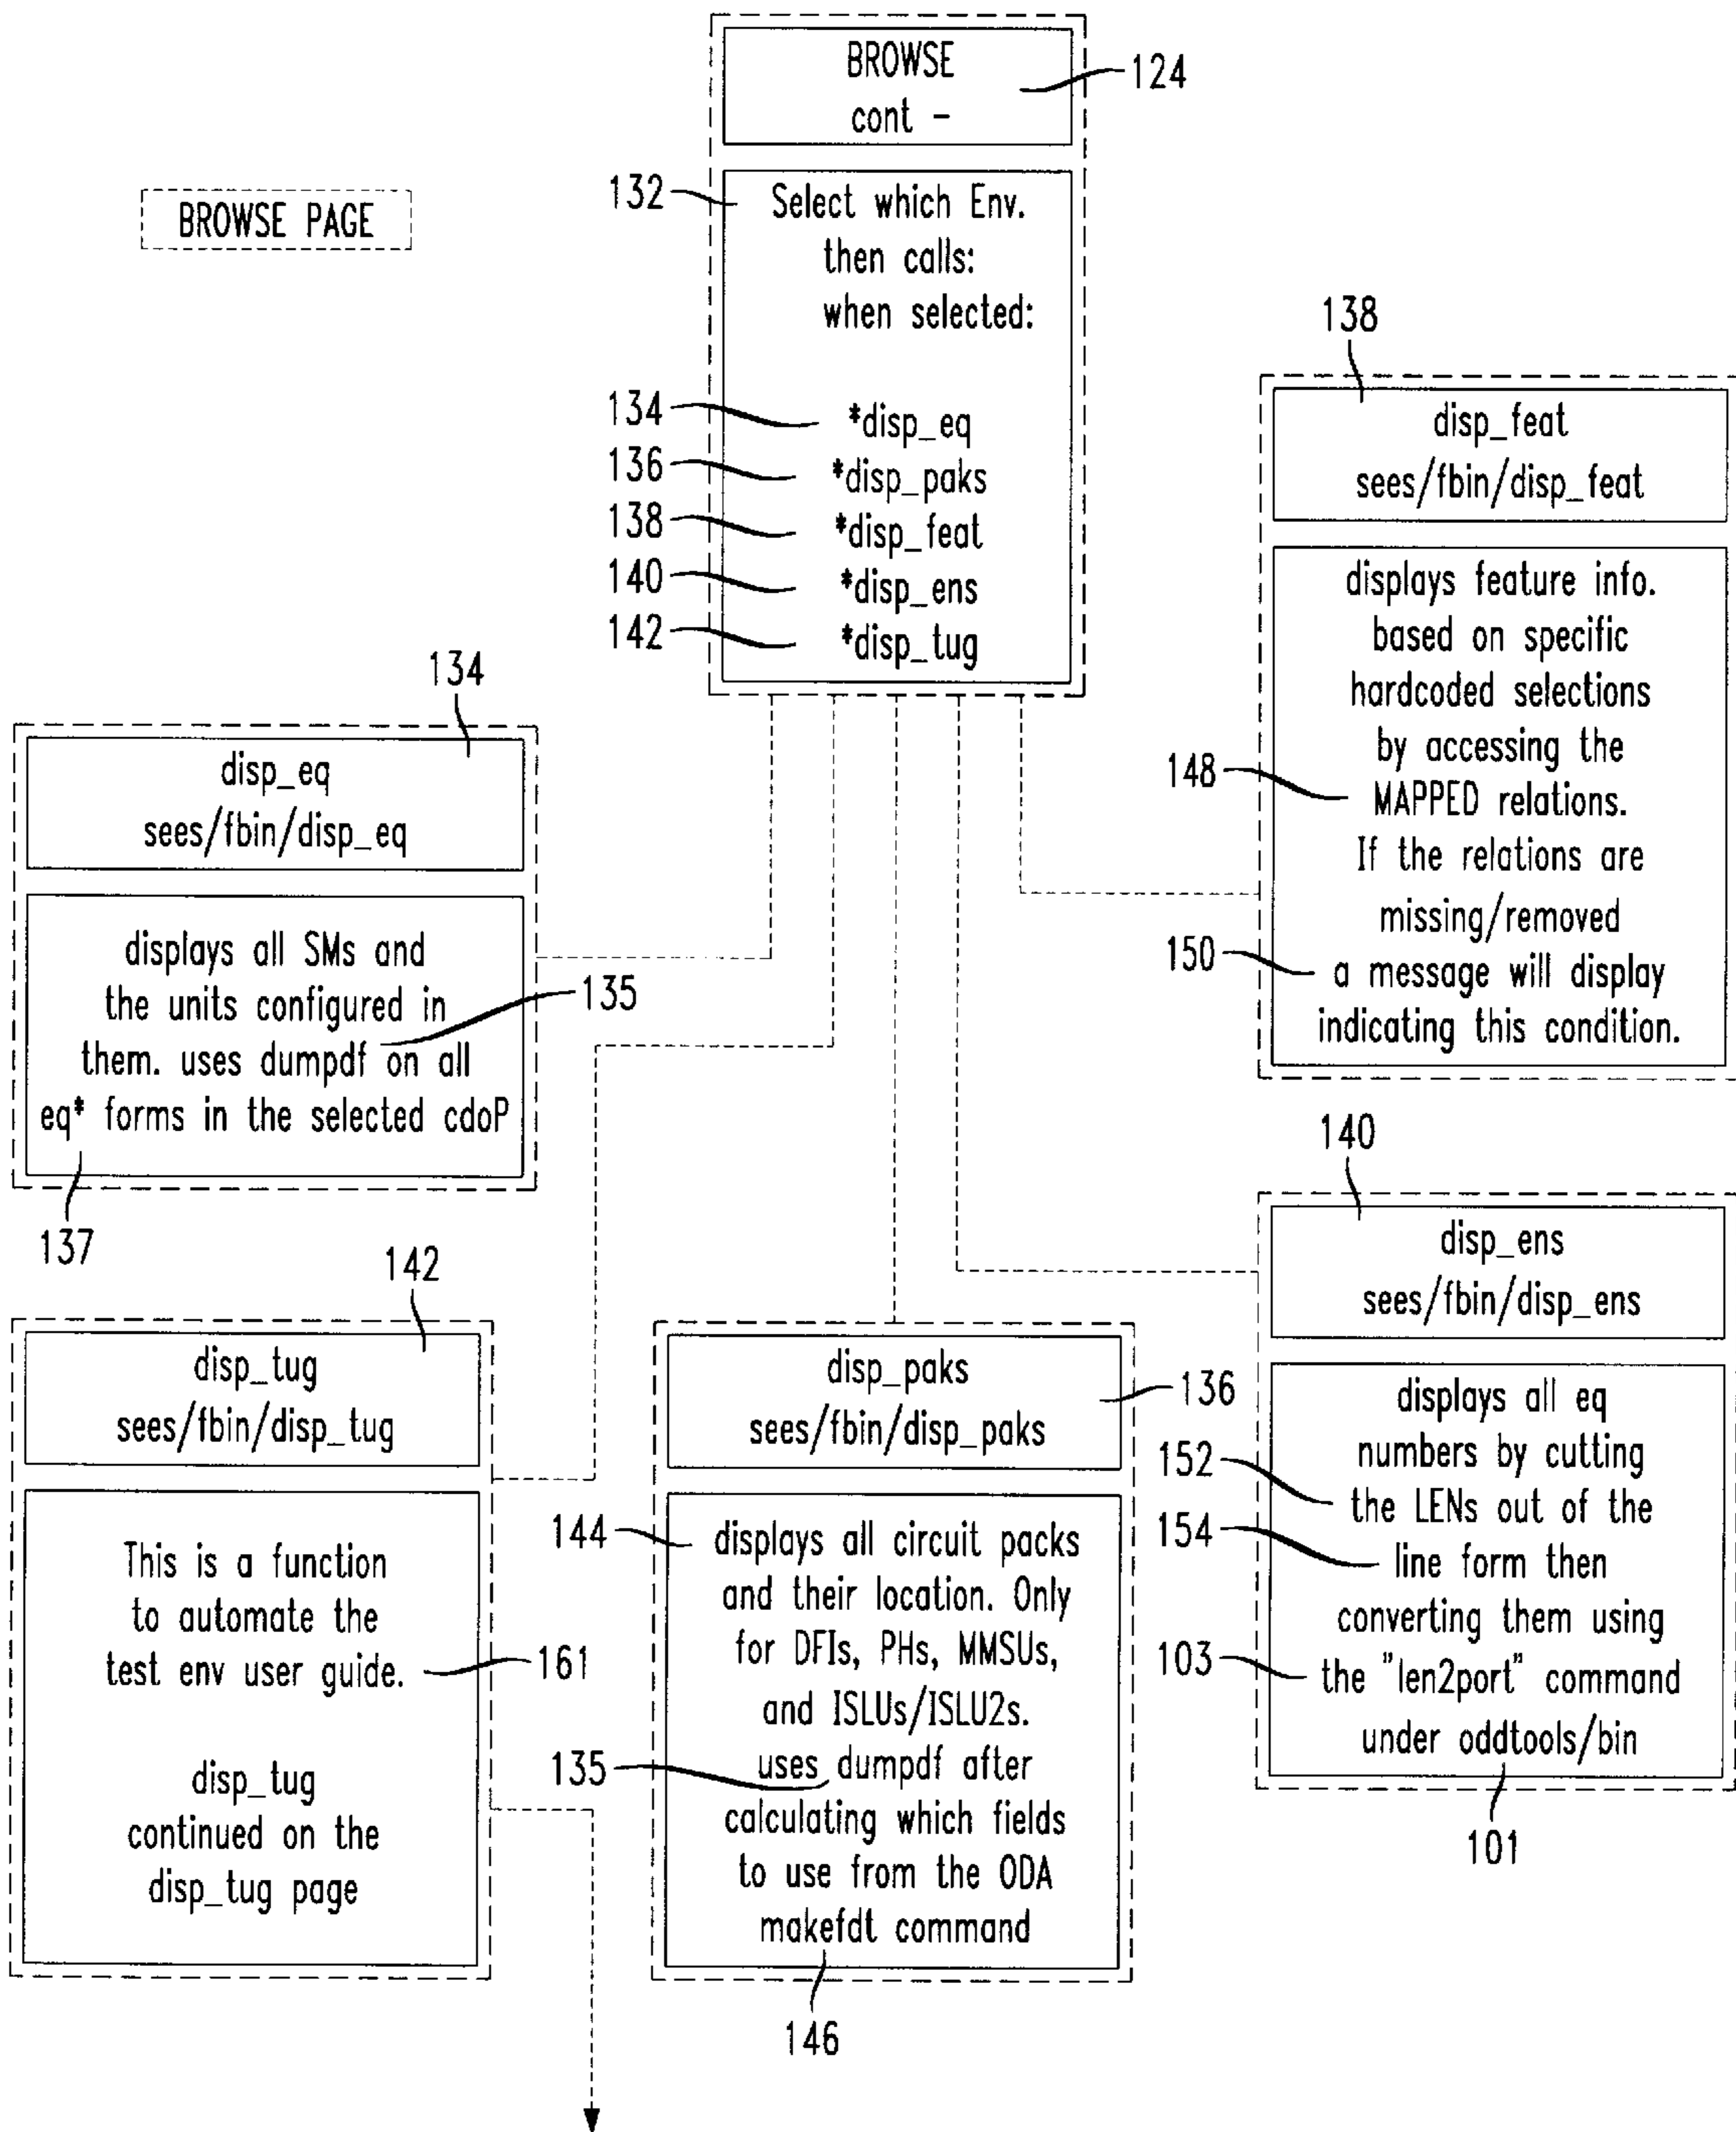 BROWSE
cont -
124
BROWSE PAGE
132
Select which Env.
then calls:
when selected:
134
*disp_eq
136
*disp_paks
138
*disp_feat
140
*disp_ens
142
*disp_tug
138
disp_feat
sees/fbin/disp_feat
displays feature info.
based on specific
hardcoded selections
by accessing the
148
MAPPED relations.
If the relations are
missing/removed
150
a message will display
indicating this condition.
134
disp_eq
sees/fbin/disp_eq
displays all SMs and
the units configured in
135
them. uses dumpdf on all
eq* forms in the selected cdoP
137
140
disp_ens
sees/fbin/disp_ens
displays all eq
numbers by cutting
152
the LENs out of the
154
line form then
converting them using
103
the "len2port" command
under oddtools/bin
101
142
disp_tug
sees/fbin/disp_tug
This is a function
to automate the
test env user guide.
161
disp_tug
continued on the
disp_tug page
disp_paks
136
sees/fbin/disp_paks
144
displays all circuit packs
and their location. Only
for DFIs, PHs, MMSUs,
and ISLUs/ISLU2s.
135
uses dumpdf after
calculating which fields
to use from the ODA
makefdt command
146